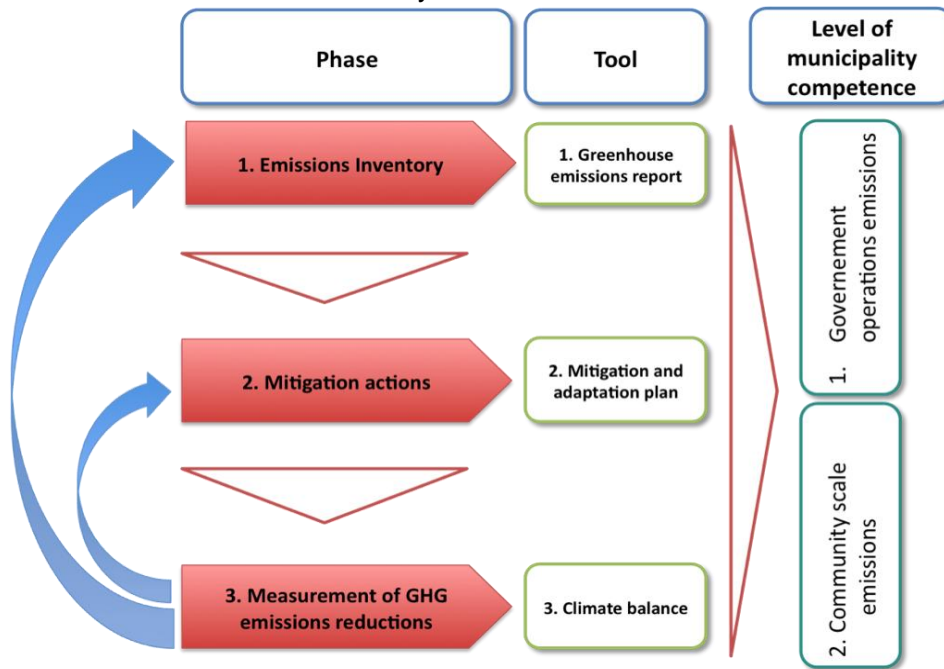 Phase
Tool
Level of
municipality
competence
1. Emissions Inventory
1. Greenhouse
emissions report
2. Mitigation actions
2. Mitigation and
adaptation plan
3. Measurement of GHG
emissions reductions
3. Climate balance
1. Governement
operations emissions
2. Community scale
emissions